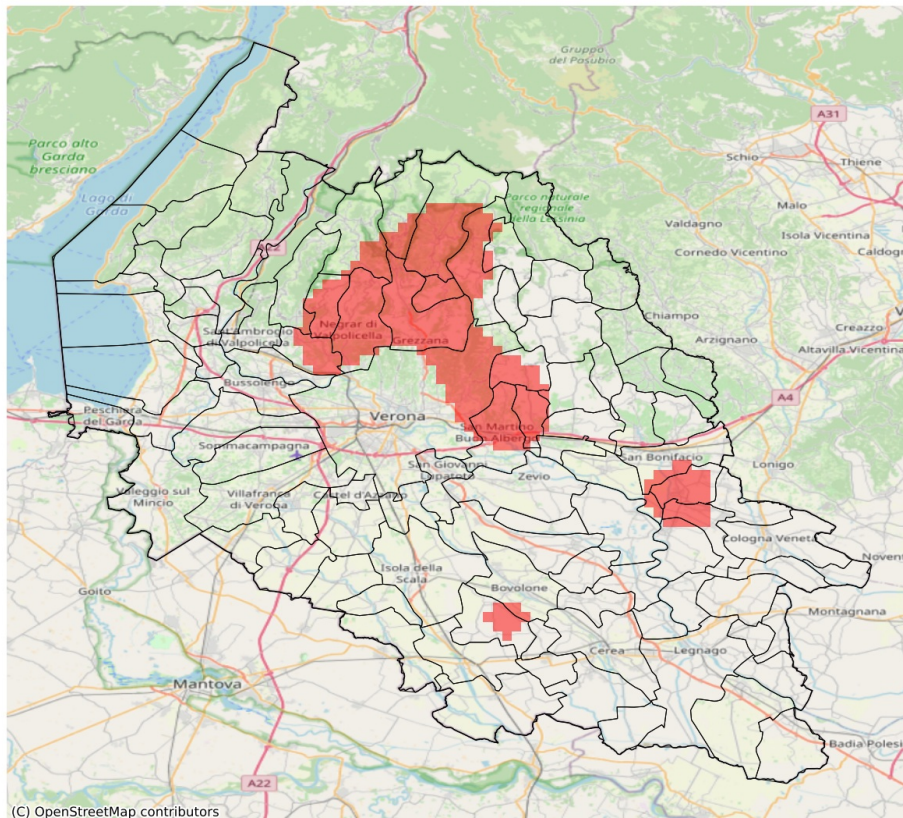 Gruppo
del Pasubio
A31
Parco alto
Garda
bresciano
Schio
Thiene
Lago di
Garda
Parco naturale
regionale
della Lessinia
Malo
Valdagno
Isola Vicentina
A22
Cornedo Vicentino
Caldogn
Chiampo
Sant'Ambrogio
di Valpolicella
Negrar di
Valpolicella
Grezzana
Arzignano
Creazzo
Altavilla Vicentina
Bussolengo
A4
Peschiera
del Garda
Verona
San Martino
Buon Albergo
Sommacampagna
San Bonifacio
Lonigo
San Giovanni
Lupatoto
Zevio
Valeggio sul
Mincio
Villafranca
di Verona
Castel d'Azzano
Cologna Veneta
Isola della
Scala
Noven
Goito
Bovolone
Montagnana
Cerea
Legnago
Mantova
Badia Polesi
A22
(C) OpenStreetMap contributors